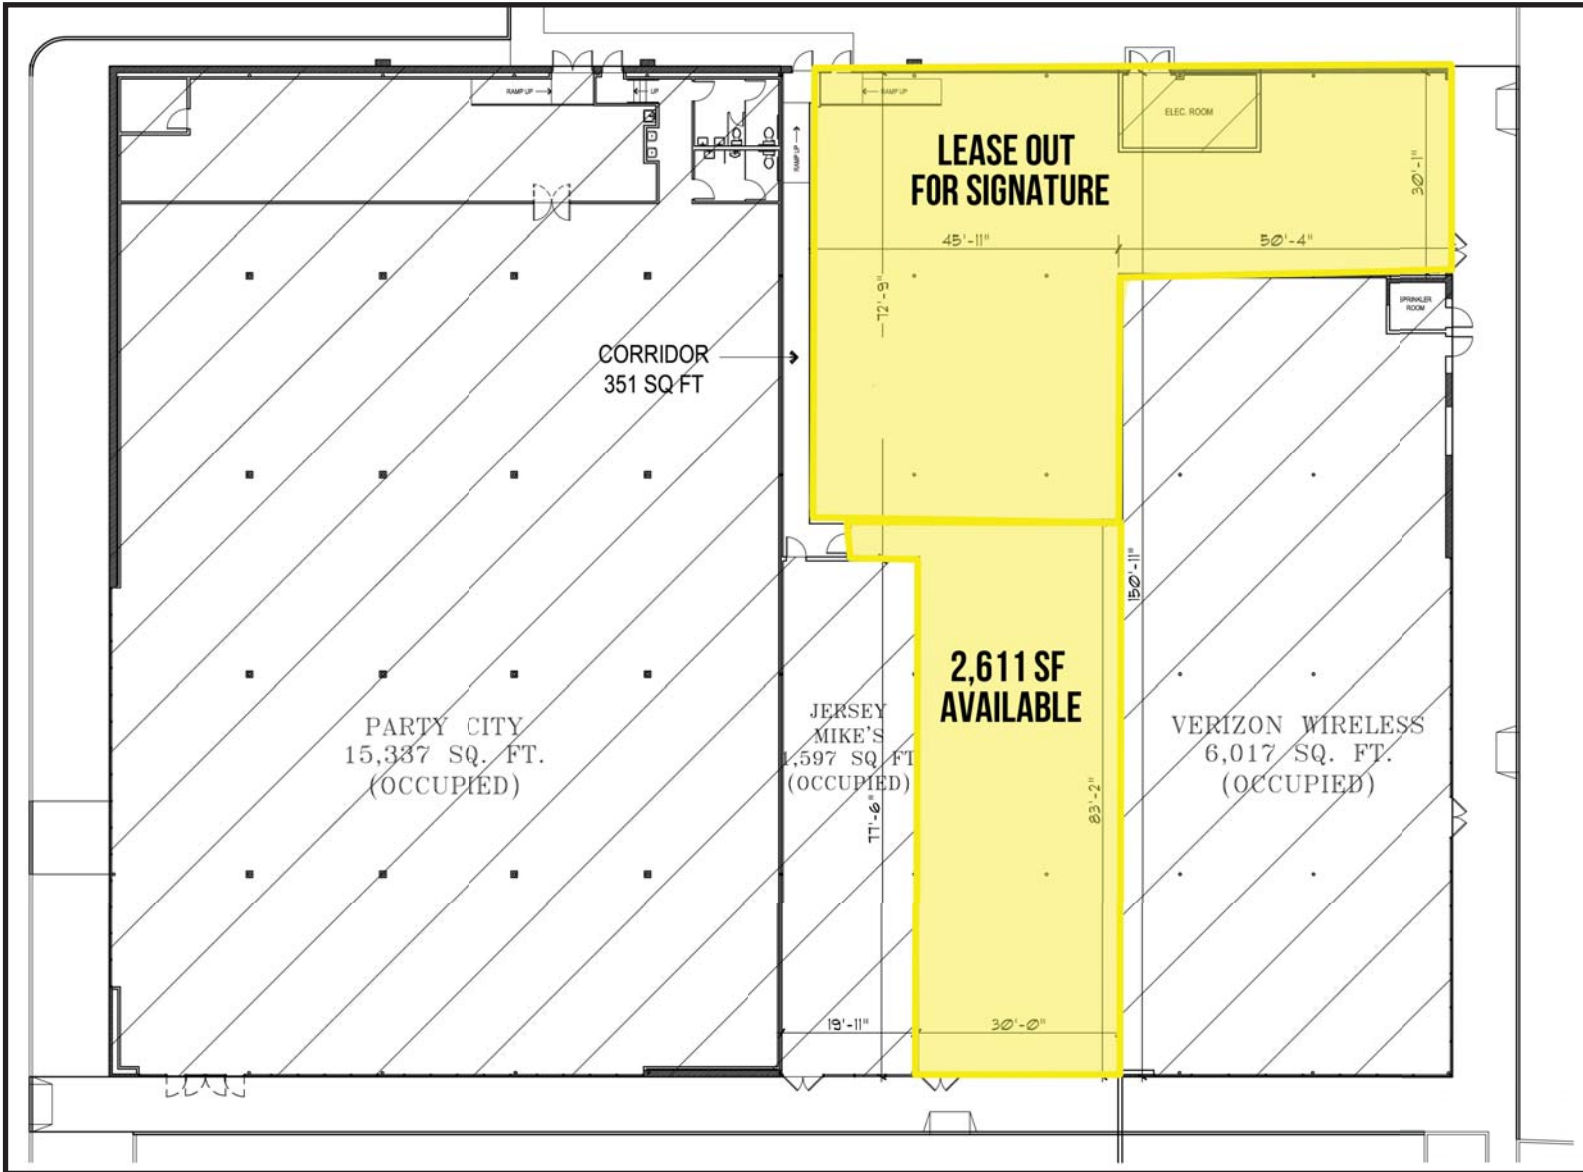 RAMP UP
UP
RAMP UP
RAMP UP
ELEC. ROOM
LEASE OUT
FOR SIGNATURE
30'-1"
45'-11"
50'-4"
72'-9"
SPRINKLER
ROOM
CORRIDOR
351 SQ FT
150'-11"
2,611 SF
AVAILABLE
PARTY CITY
15,337 SQ. FT.
(OCCUPIED)
JERSEY
MIKE'S
1,597 SQ FT
(OCCUPIED)
VERIZON WIRELESS
6,017 SQ. FT.
(OCCUPIED)
77'-6"
83'-2"
19'-11"
30'-0"